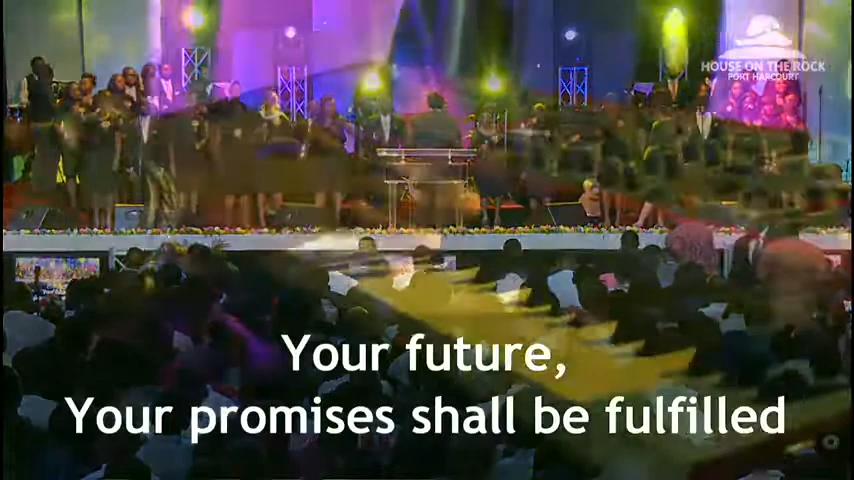 HOUSE ON THE ROCK
PORT HARCOURT
Your future,
Your promises shall be fulfilled